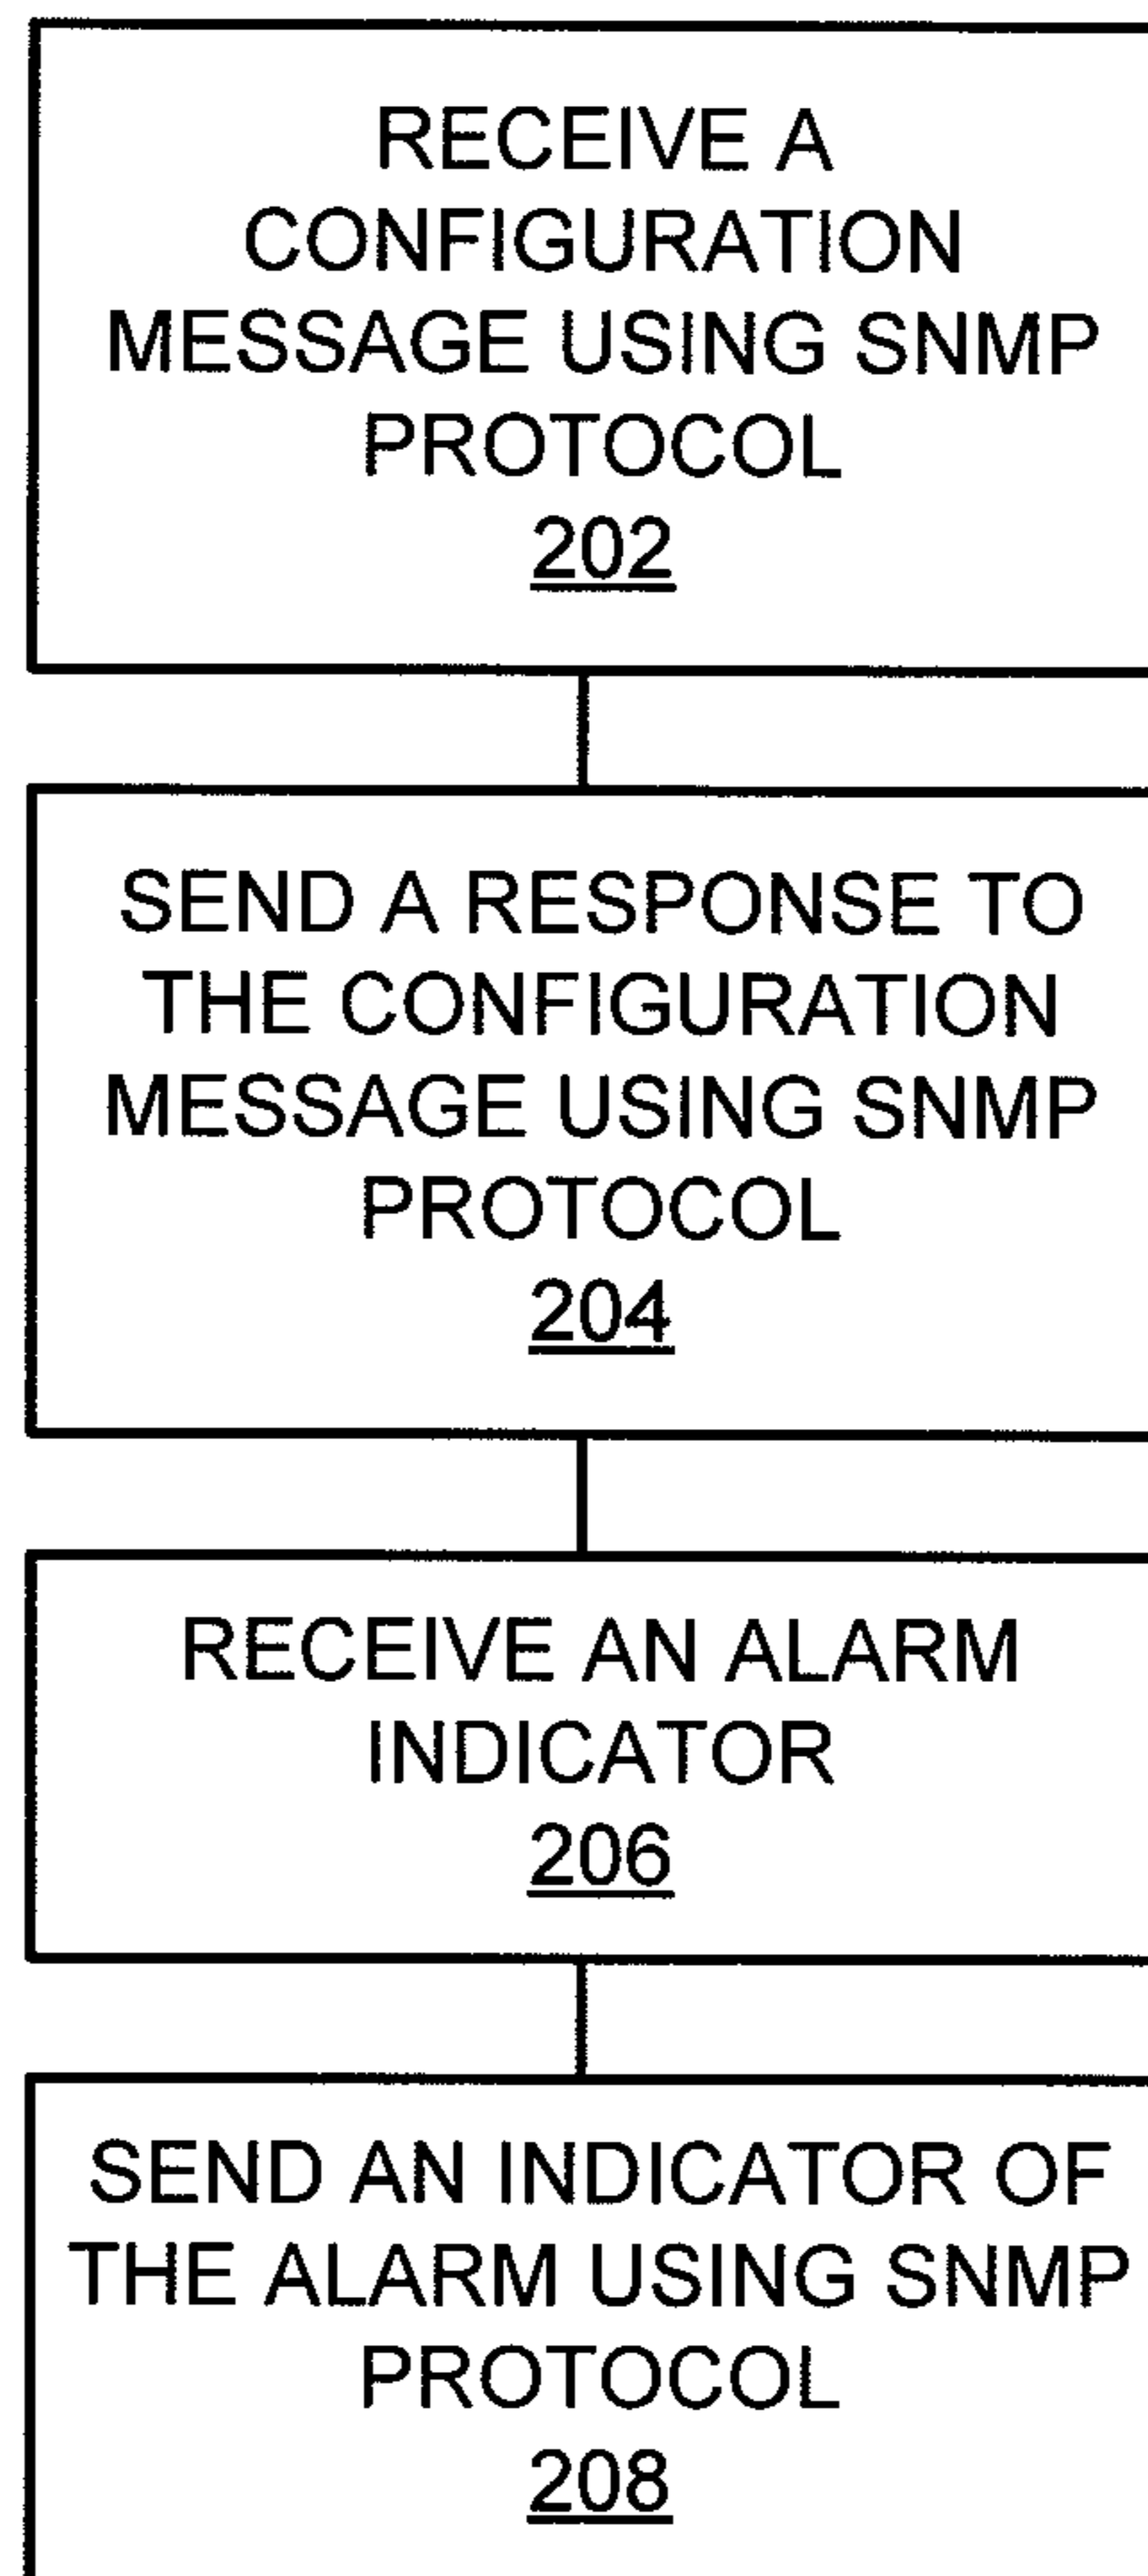 RECEIVE A
CONFIGURATION
MESSAGE USING SNMP
PROTOCOL
202
SEND A RESPONSE TO
THE CONFIGURATION
MESSAGE USING SNMP
PROTOCOL
204
RECEIVE AN ALARM
INDICATOR
206
SEND AN INDICATOR OF
THE ALARM USING SNMP
PROTOCOL
208